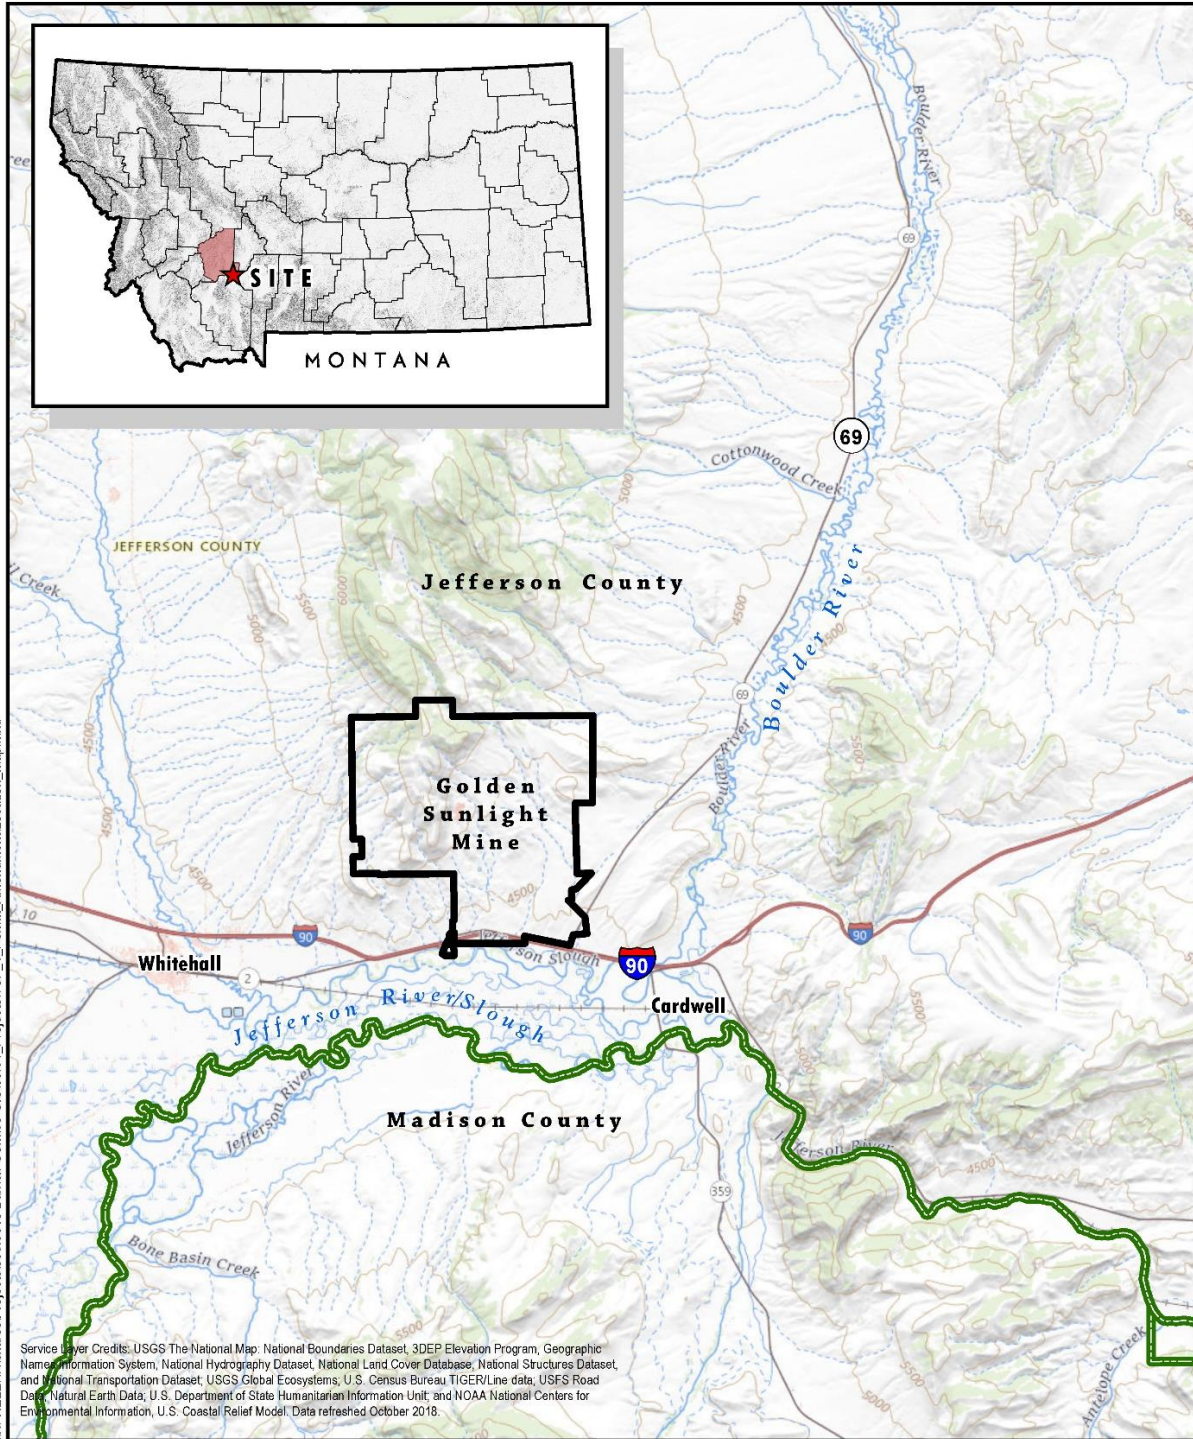 SITE
MONTANA
Boulder River
69
69
Cottonwood Creek
5000
JEFFERSON COUNTY
Jefferson County
6000
5500
5000
4500
4500
Boulder River
4500
69
5500
Boulder River
4500
Golden
Sunlight
Mine
4500
4500
4500
10
90
Jefferson Slough
90
90
Whitehall
2
Cardwell
Jefferson River/Slough
5500
5000
Jefferson River
Madison County
Jefferson River
4500
359
Bone Basin Creek
5500
Antelope Creek
Service Layer Credits: USGS The National Map: National Boundaries Dataset, 3DEP Elevation Program, Geographic
Names Information System, National Hydrography Dataset, National Land Cover Database, National Structures Dataset,
and National Transportation Dataset; USGS Global Ecosystems; U.S. Census Bureau TIGER/Line data; USFS Road
Data; Natural Earth Data; U.S. Department of State Humanitarian Information Unit; and NOAA National Centers for
Environmental Information, U.S. Coastal Relief Model. Data refreshed October 2018.
5000